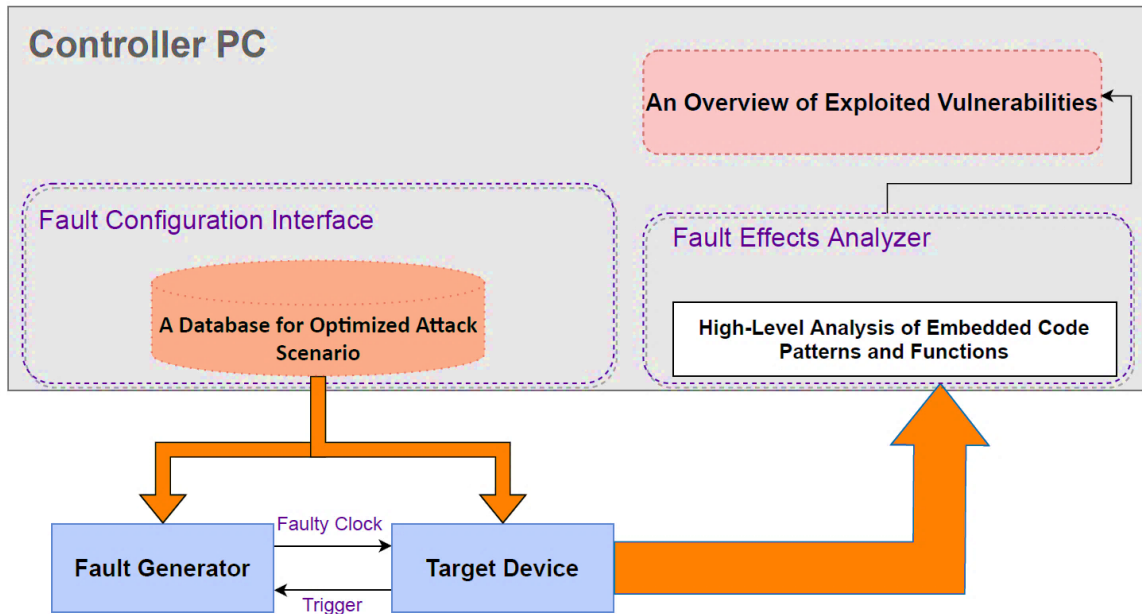 Controller PC
An Overview of Exploited Vulnerabilities
Fault Configuration Interface
A Database for Optimized Attack
Scenario
Fault Effects Analyzer
High-Level Analysis of Embedded Code
Patterns and Functions
Fault Generator
Faulty Clock
Trigger
Target Device